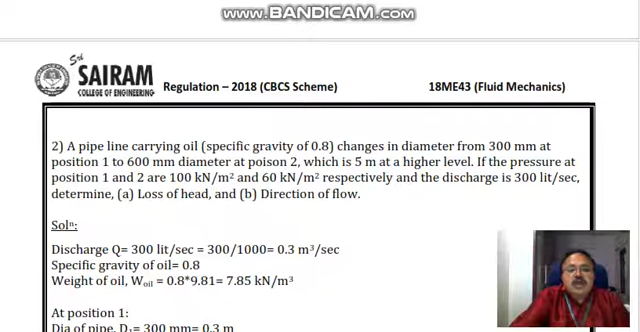 www.BANDICAM.com
Sri
SAIRAM
COLLEGE OF ENGINEERING
Regulation – 2018 (CBCS Scheme) 18ME43 (Fluid Mechanics)
2) A pipe line carrying oil (specific gravity of 0.8) changes in diameter from 300 mm at
position 1 to 600 mm diameter at poison 2, which is 5 m at a higher level. If the pressure at
position 1 and 2 are 100 kN/m² and 60 kN/m² respectively and the discharge is 300 lit/sec,
determine, (a) Loss of head, and (b) Direction of flow.
Solⁿ:
Discharge Q= 300 lit/sec = 300/1000= 0.3 m³/sec
Specific gravity of oil= 0.8
Weight of oil, Wₒᵢₗ = 0.8*9.81= 7.85 kN/m³
At position 1:
Dia of pipe, D₁= 300 mm= 0.3 m